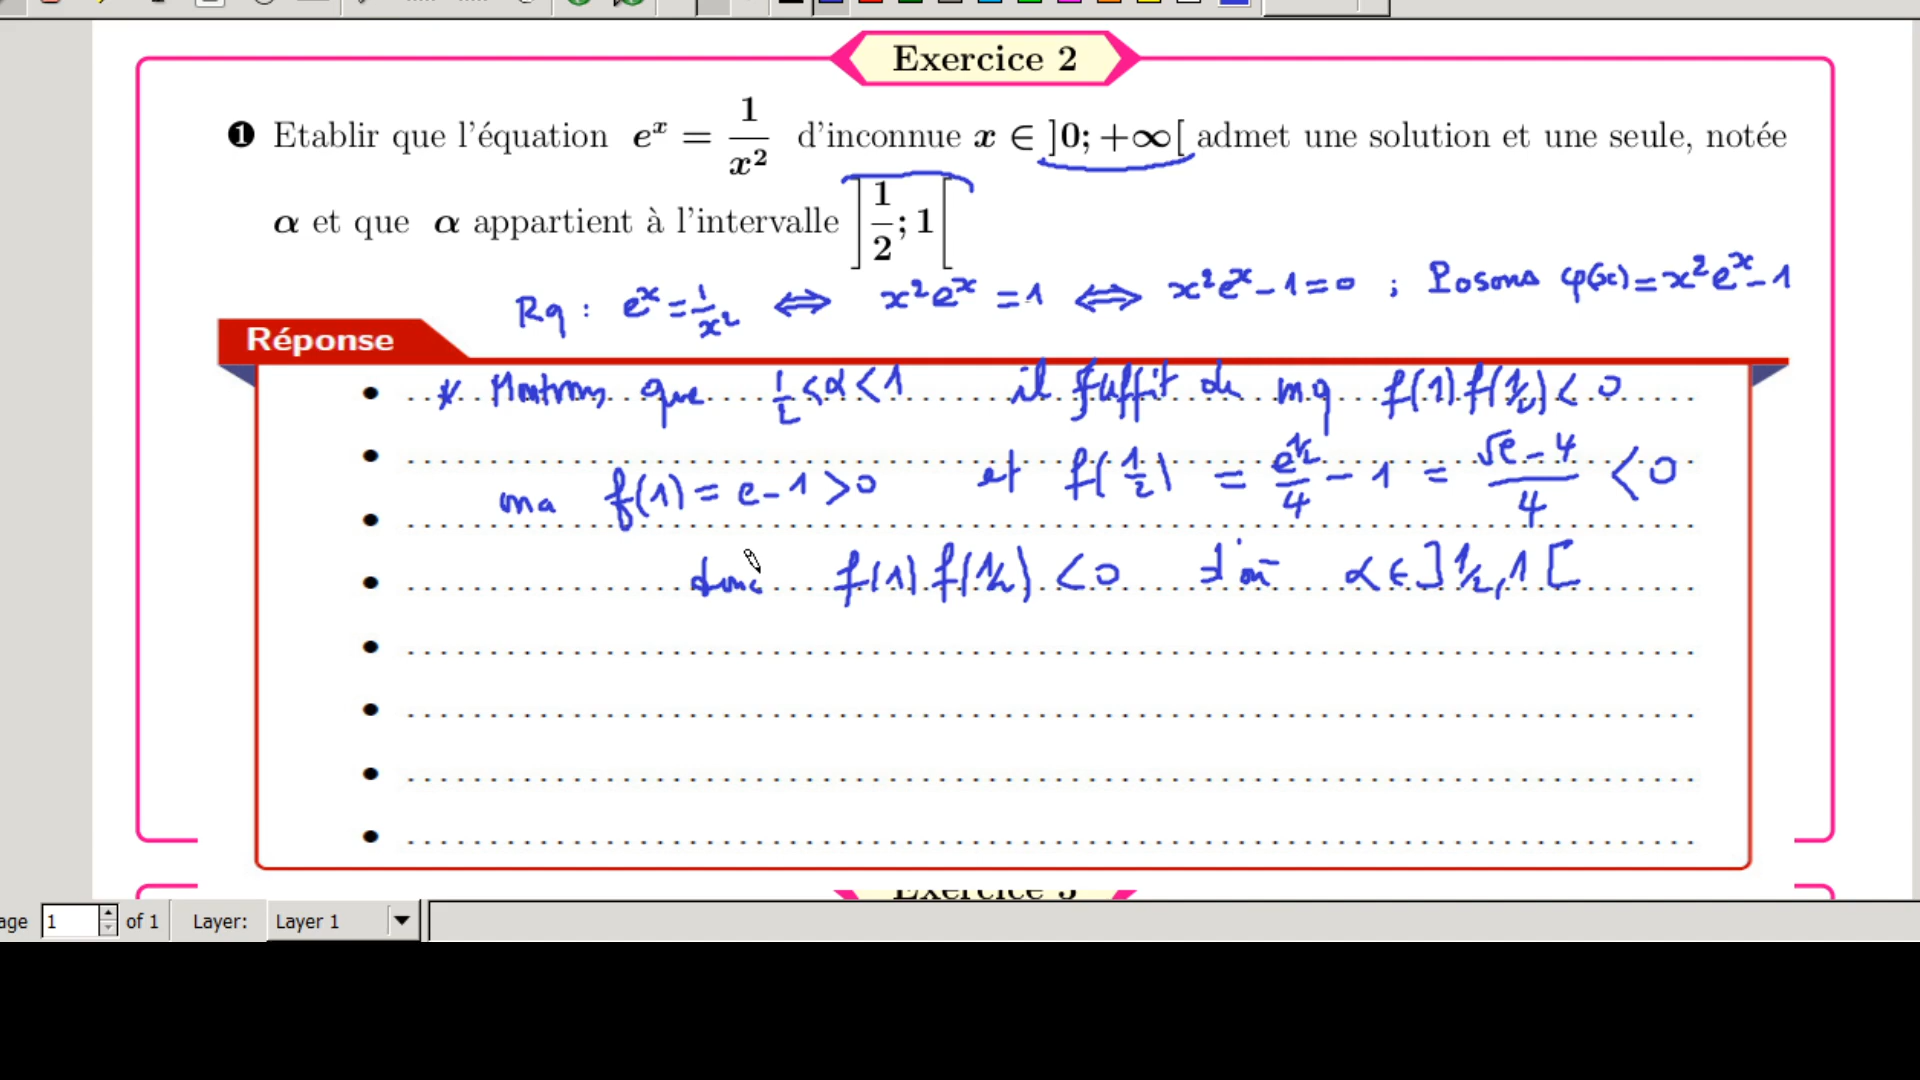 Exercice 2
❶ Etablir que l'équation e^x = 1/x² d'inconnue x ∈ ]0; +∞[ admet une solution et une seule, notée
α et que α appartient à l'intervalle ]1/2; 1[
Rq : e^x = 1/x² ⇔ x²e^x = 1 ⇔ x²e^x - 1 = 0 ; Posons φ(x) = x²e^x - 1
Réponse
• * Montrons que 1/2 < α < 1 il suffit de mq f(1) f(1/2) < 0
• on a f(1) = e - 1 > 0 et f(1/2) = e^½/4 - 1 = √e - 4/4 < 0
•
• donc f(1) f(1/2) < 0 d'où α ∈ ]1/2, 1[
•
•
•
•
Exercice 3
age 1 of 1 Layer: Layer 1